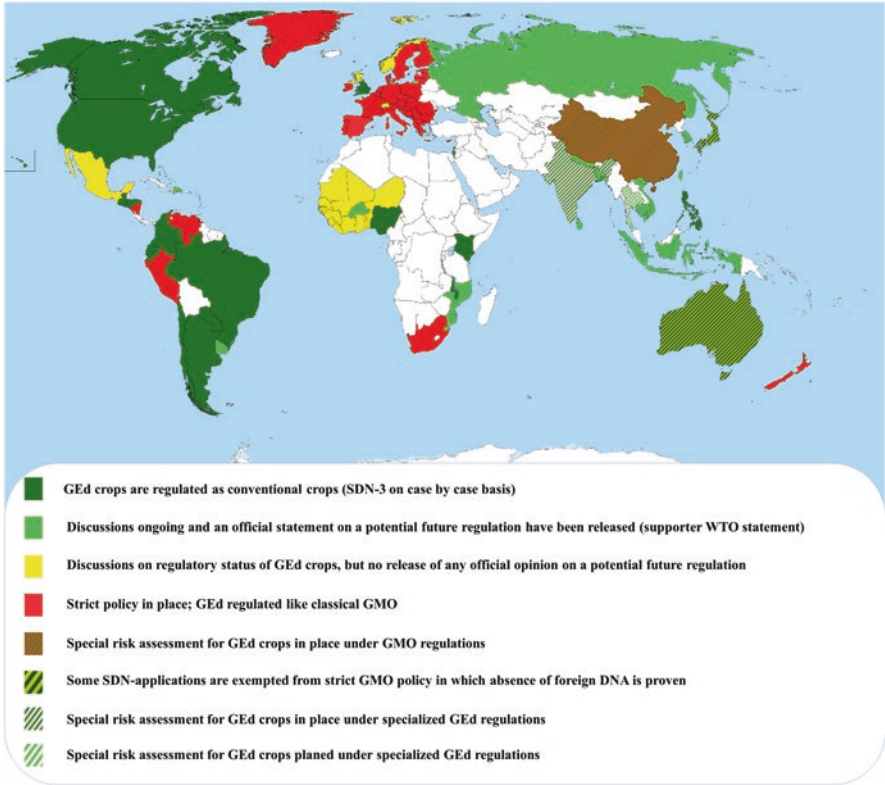 GEd crops are regulated as conventional crops (SDN-3 on case by case basis)
Discussions ongoing and an official statement on a potential future regulation have been released (supporter WTO statement)
Discussions on regulatory status of GEd crops, but no release of any official opinion on a potential future regulation
Strict policy in place; GEd regulated like classical GMO
Special risk assessment for GEd crops in place under GMO regulations
Some SDN-applications are exempted from strict GMO policy in which absence of foreign DNA is proven
Special risk assessment for GEd crops in place under specialized GEd regulations
Special risk assessment for GEd crops planed under specialized GEd regulations